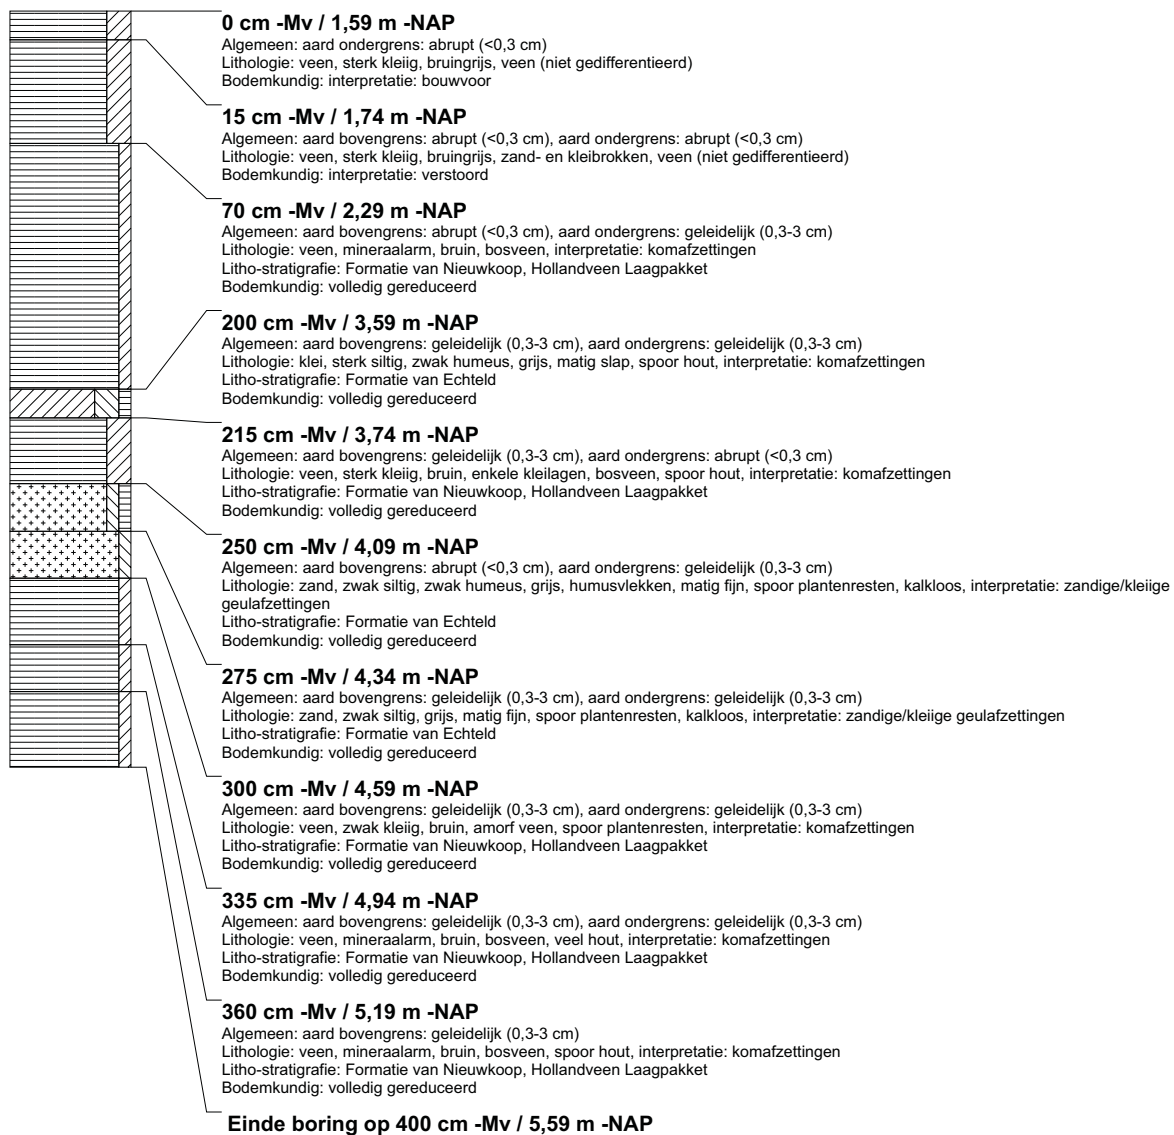 0 cm -Mv / 1,59 m -NAP
Algemeen: aard ondergrens: abrupt (<0,3 cm)
Lithologie: veen, sterk kleiig, bruingrijs, veen (niet gedifferentieerd)
Bodemkundig: interpretatie: bouwvoor
15 cm -Mv / 1,74 m -NAP
Algemeen: aard bovengrens: abrupt (<0,3 cm), aard ondergrens: abrupt (<0,3 cm)
Lithologie: veen, sterk kleiig, bruingrijs, zand- en kleibrokken, veen (niet gedifferentieerd)
Bodemkundig: interpretatie: verstoord
70 cm -Mv / 2,29 m -NAP
Algemeen: aard bovengrens: abrupt (<0,3 cm), aard ondergrens: geleidelijk (0,3-3 cm)
Lithologie: veen, mineraalarm, bruin, bosveen, interpretatie: komafzettingen
Litho-stratigrafie: Formatie van Nieuwkoop, Hollandveen Laagpakket
Bodemkundig: volledig gereduceerd
200 cm -Mv / 3,59 m -NAP
Algemeen: aard bovengrens: geleidelijk (0,3-3 cm), aard ondergrens: geleidelijk (0,3-3 cm)
Lithologie: klei, sterk siltig, zwak humeus, grijs, matig slap, spoor hout, interpretatie: komafzettingen
Litho-stratigrafie: Formatie van Echteld
Bodemkundig: volledig gereduceerd
215 cm -Mv / 3,74 m -NAP
Algemeen: aard bovengrens: geleidelijk (0,3-3 cm), aard ondergrens: abrupt (<0,3 cm)
Lithologie: veen, sterk kleiig, bruin, enkele kleilagen, bosveen, spoor hout, interpretatie: komafzettingen
Litho-stratigrafie: Formatie van Nieuwkoop, Hollandveen Laagpakket
Bodemkundig: volledig gereduceerd
250 cm -Mv / 4,09 m -NAP
Algemeen: aard bovengrens: abrupt (<0,3 cm), aard ondergrens: geleidelijk (0,3-3 cm)
Lithologie: zand, zwak siltig, zwak humeus, grijs, humusvlekken, matig fijn, spoor plantenresten, kalkloos, interpretatie: zandige/kleiige
geulafzettingen
Litho-stratigrafie: Formatie van Echteld
Bodemkundig: volledig gereduceerd
275 cm -Mv / 4,34 m -NAP
Algemeen: aard bovengrens: geleidelijk (0,3-3 cm), aard ondergrens: geleidelijk (0,3-3 cm)
Lithologie: zand, zwak siltig, grijs, matig fijn, spoor plantenresten, kalkloos, interpretatie: zandige/kleiige geulafzettingen
Litho-stratigrafie: Formatie van Echteld
Bodemkundig: volledig gereduceerd
300 cm -Mv / 4,59 m -NAP
Algemeen: aard bovengrens: geleidelijk (0,3-3 cm), aard ondergrens: geleidelijk (0,3-3 cm)
Lithologie: veen, zwak kleiig, bruin, amorf veen, spoor plantenresten, interpretatie: komafzettingen
Litho-stratigrafie: Formatie van Nieuwkoop, Hollandveen Laagpakket
Bodemkundig: volledig gereduceerd
335 cm -Mv / 4,94 m -NAP
Algemeen: aard bovengrens: geleidelijk (0,3-3 cm), aard ondergrens: geleidelijk (0,3-3 cm)
Lithologie: veen, mineraalarm, bruin, bosveen, veel hout, interpretatie: komafzettingen
Litho-stratigrafie: Formatie van Nieuwkoop, Hollandveen Laagpakket
Bodemkundig: volledig gereduceerd
360 cm -Mv / 5,19 m -NAP
Algemeen: aard bovengrens: geleidelijk (0,3-3 cm)
Lithologie: veen, mineraalarm, bruin, bosveen, spoor hout, interpretatie: komafzettingen
Litho-stratigrafie: Formatie van Nieuwkoop, Hollandveen Laagpakket
Bodemkundig: volledig gereduceerd
Einde boring op 400 cm -Mv / 5,59 m -NAP